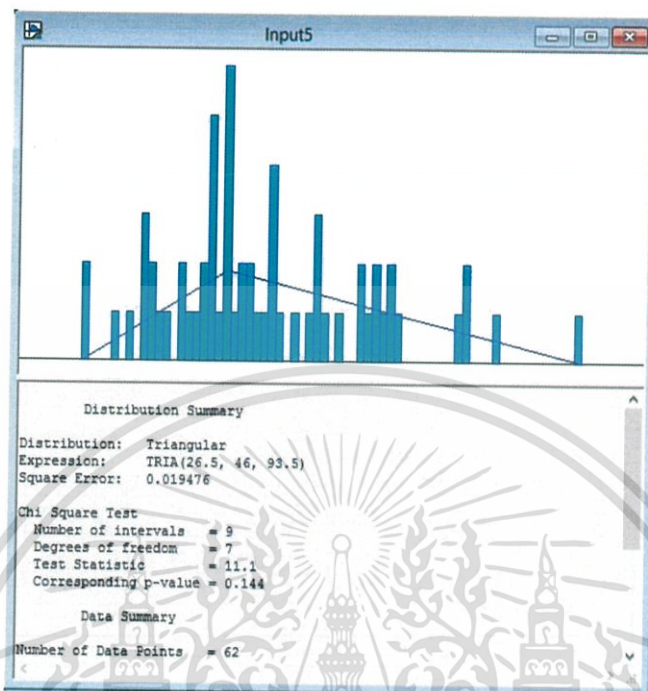 Input5
Distribution Summary
Distribution: Triangular
Expression: TRIA(26.5, 46, 93.5)
Square Error: 0.019476
Chi Square Test
Number of intervals = 9
Degrees of freedom = 7
Test Statistic = 11.1
Corresponding p-value = 0.144
Data Summary
Number of Data Points = 62